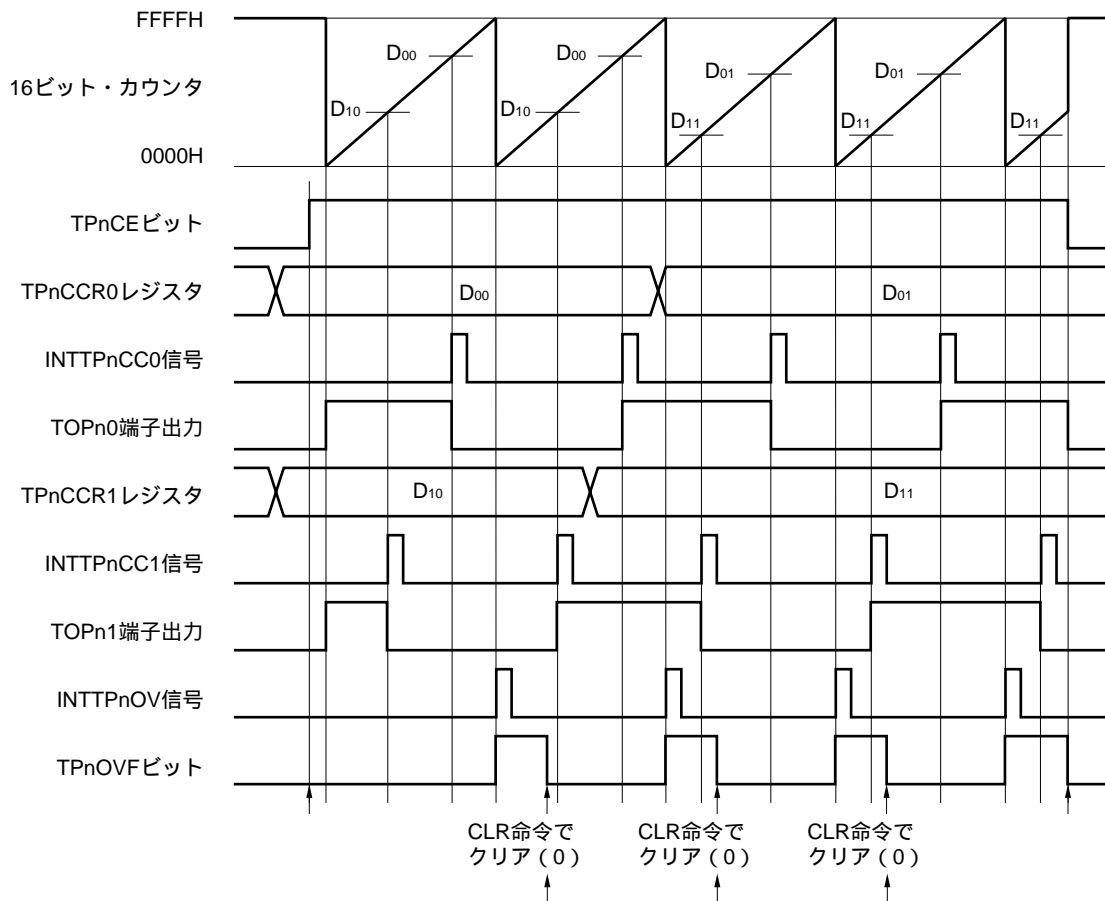 FFFFH
16ビット・カウンタ
0000H
D10 D00 D10 D00 D11 D01 D11 D01 D11
TPnCEビット
TPnCCR0レジスタ D00 D01
INTTPnCC0信号
TOPn0端子出力
TPnCCR1レジスタ D10 D11
INTTPnCC1信号
TOPn1端子出力
INTTPnOV信号
TPnOVFビット
CLR命令で CLR命令で CLR命令で
クリア(0) クリア(0) クリア(0)